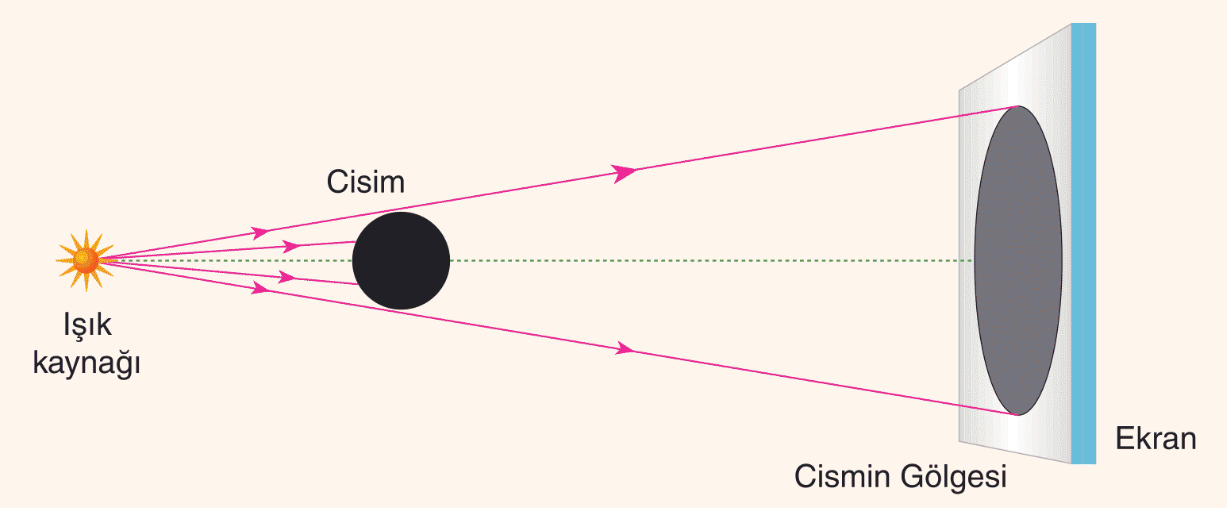 Cisim
Işık
kaynağı
Ekran
Cismin Gölgesi